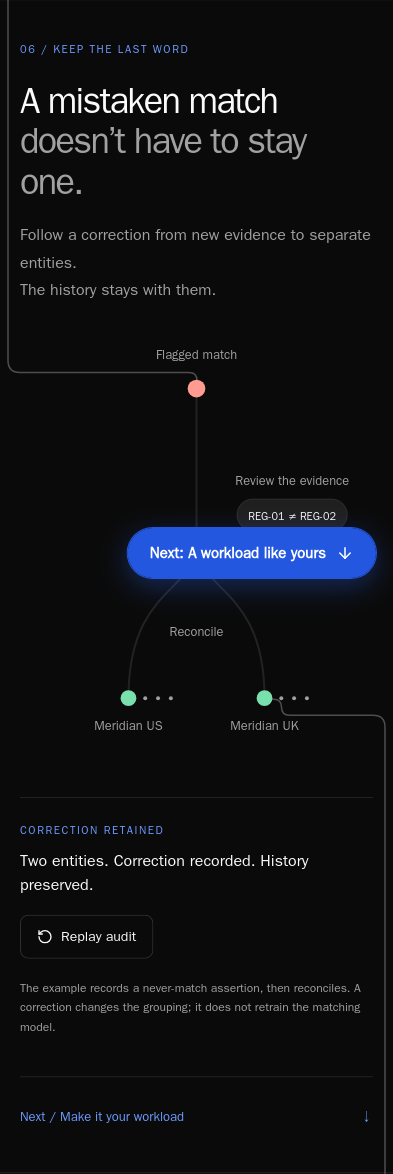 06 / KEEP THE LAST WORD
A mistaken match
doesn’t have to stay
one.
Follow a correction from new evidence to separate
entities.
The history stays with them.
Flagged match
Review the evidence
REG-01 ≠ REG-02
Next: A workload like yours ↓
Reconcile
Meridian US
Meridian UK
CORRECTION RETAINED
Two entities. Correction recorded. History
preserved.
Replay audit
The example records a never-match assertion, then reconciles. A
correction changes the grouping; it does not retrain the matching
model.
Next / Make it your workload ↓